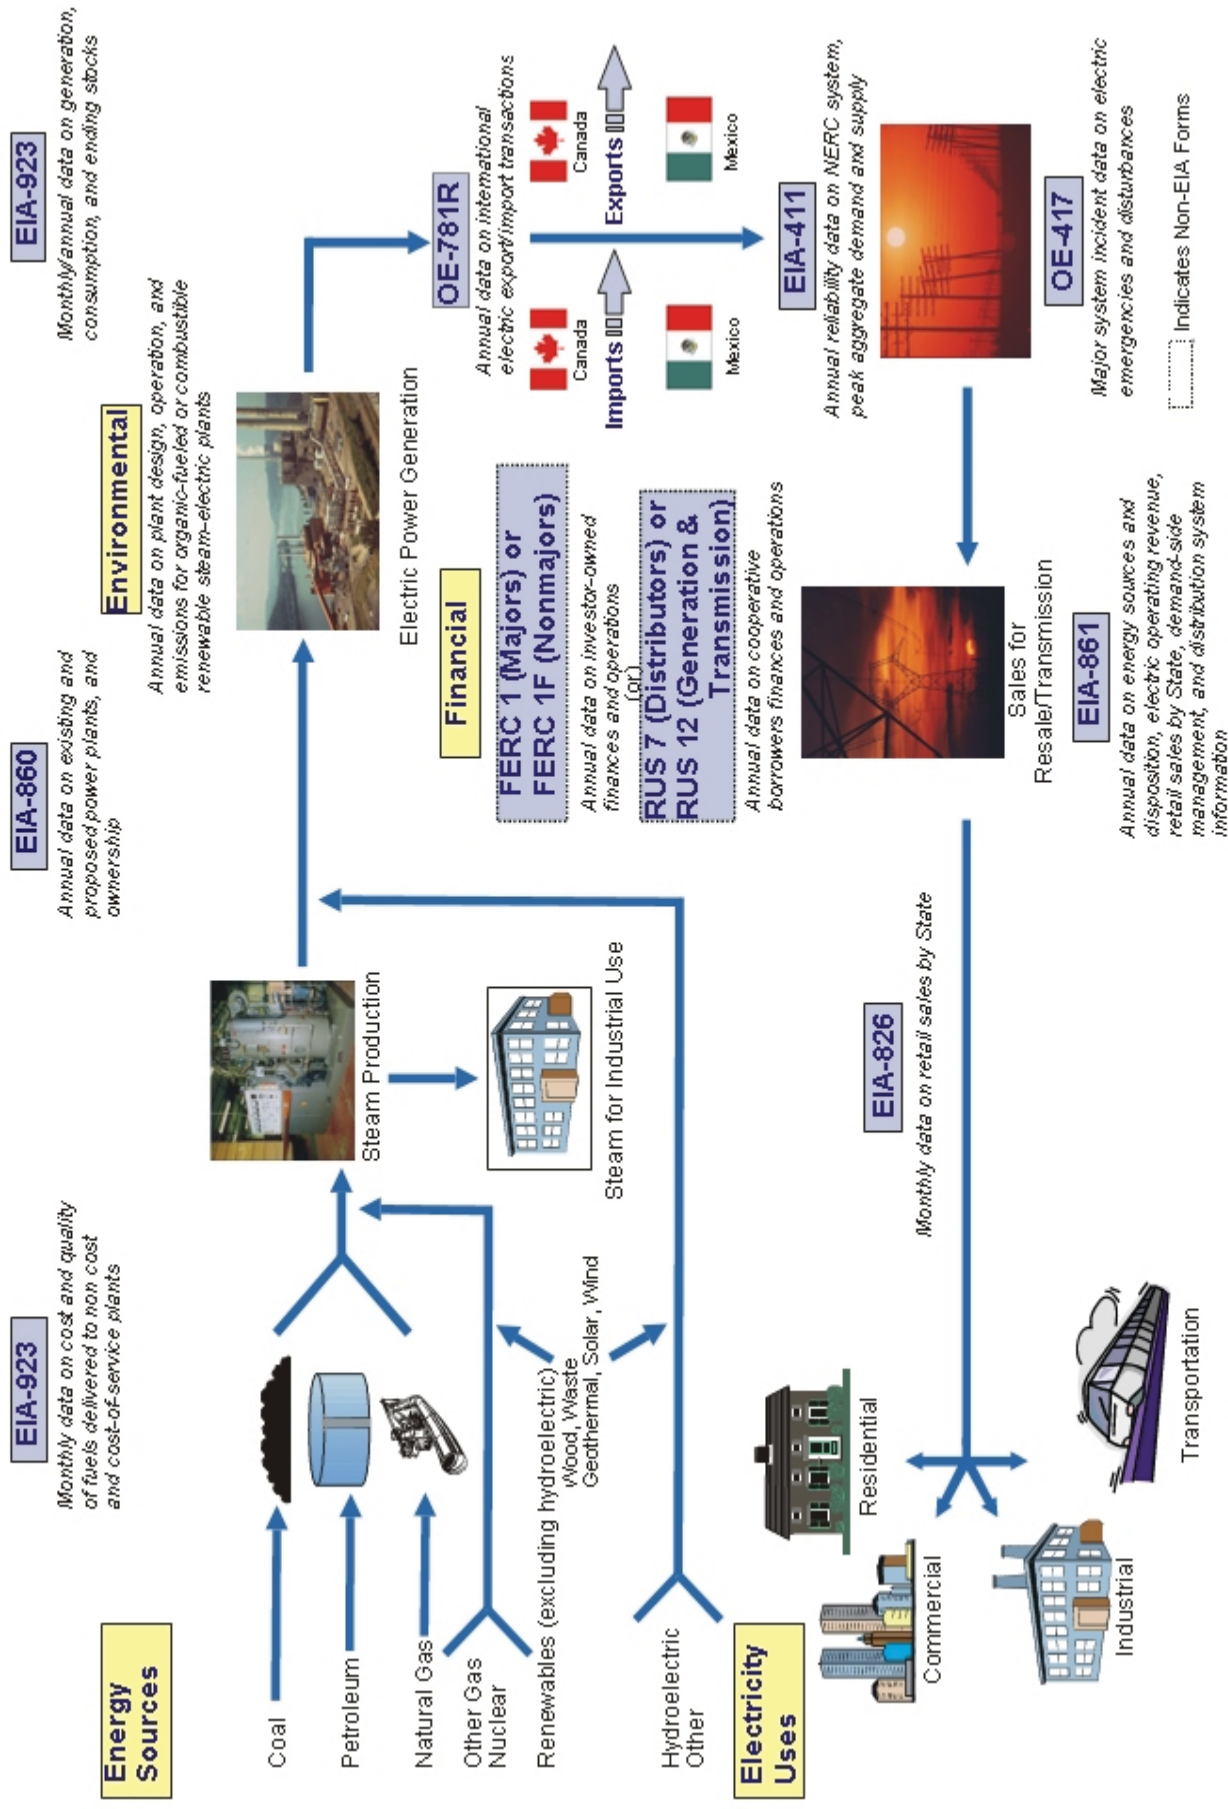 EIA-923
Monthly data on cost and quality
of fuels delivered to non cost
and cost-of-service plants
EIA-860
Annual data on existing and
proposed power plants, and
ownership
EIA-923
Monthly/annual data on generation,
consumption, and ending stocks
Energy
Sources
Environmental
Annual data on plant design, operation, and
emissions for organic-fueled or combustible
renewable steam-electric plants
Coal
Petroleum
Natural Gas
Other Gas
Nuclear
Renewables (excluding hydroelectric)
Wood, Waste
Geothermal, Solar, Wind
Hydroelectric
Other
Steam Production
Steam for Industrial Use
Electric Power Generation
Financial
FERC 1 (Majors) or
FERC 1F (Nonmajors)
Annual data on investor-owned
finances and operations
(or)
RUS 7 (Distributors) or
RUS 12 (Generation &
Transmission)
Annual data on cooperative
borrowers finances and operations
OE-781R
Annual data on international
electric export/import transactions
Canada
Canada
Imports
Exports
Mexico
Mexico
EIA-411
Annual reliability data on NERC system,
peak aggregate demand and supply
OE-417
Major system incident data on electric
emergencies and disturbances
Indicates Non-EIA Forms
Sales for
Resale/Transmission
EIA-861
Annual data on energy sources and
disposition, electric operating revenue,
retail sales by State, demand-side
management, and distribution system
information
EIA-826
Monthly data on retail sales by State
Electricity
Uses
Residential
Commercial
Industrial
Transportation